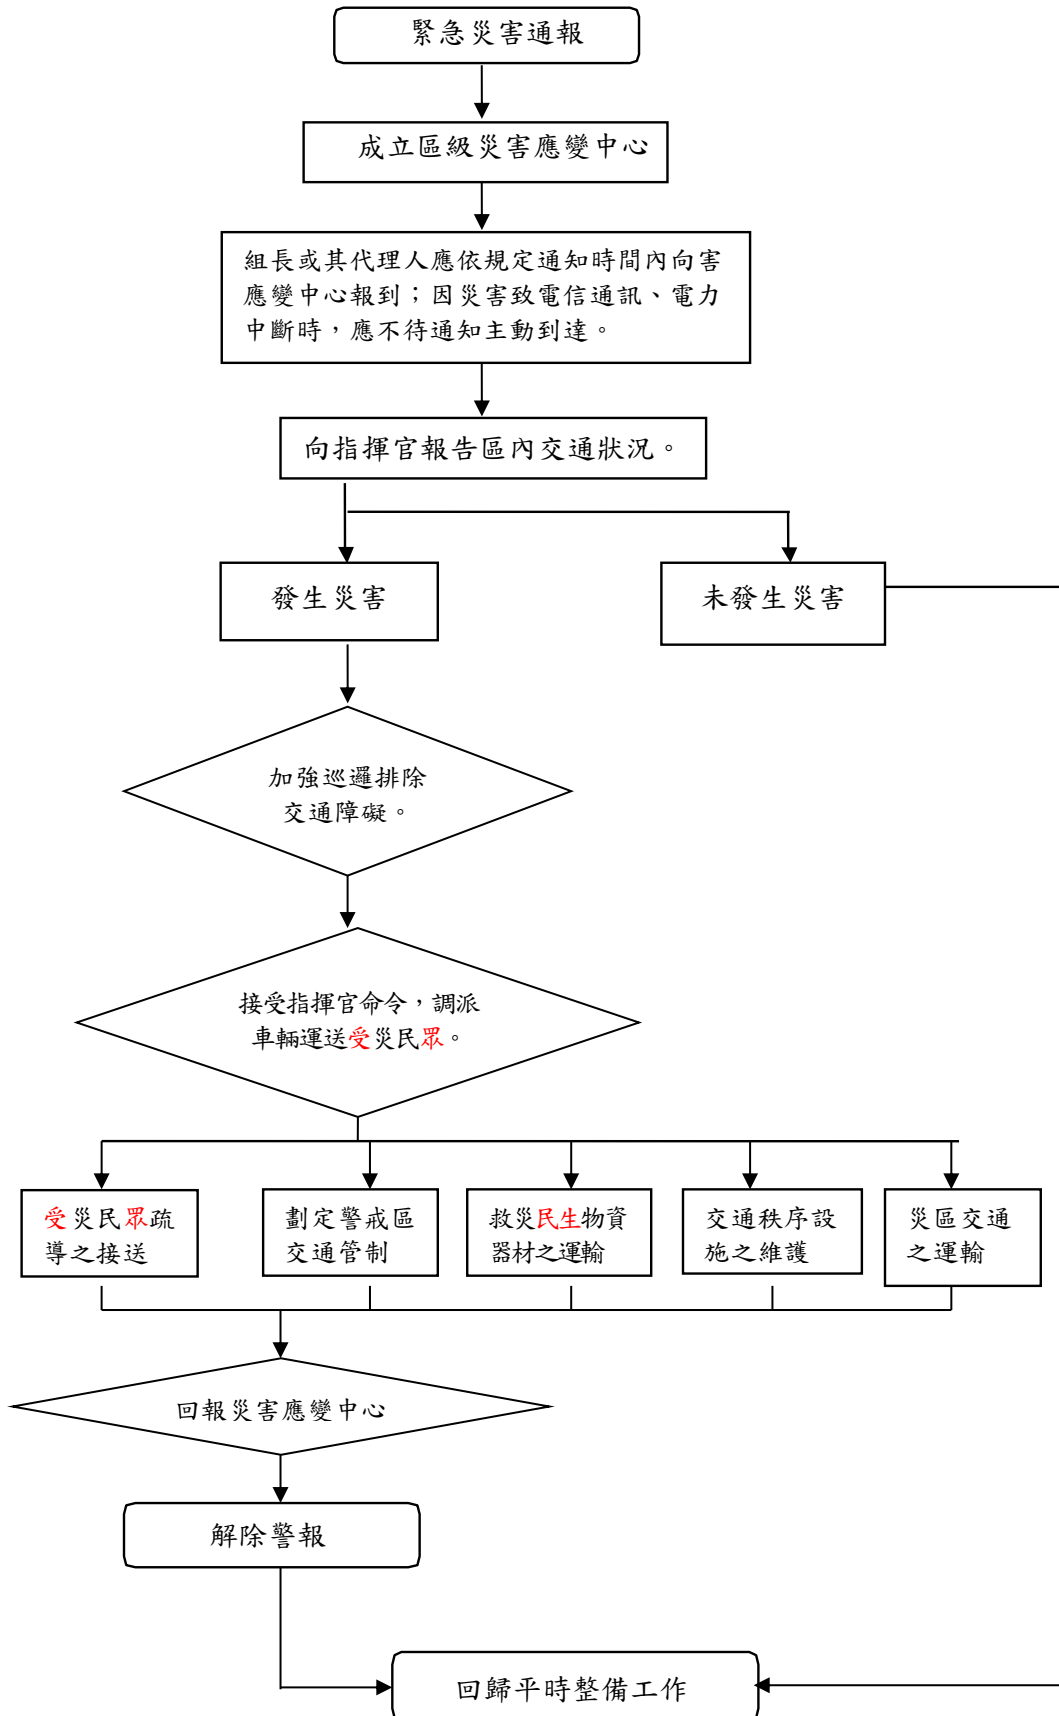 緊急災害通報
成立區級災害應變中心
組長或其代理人應依規定通知時間內向害
應變中心報到；因災害致電信通訊、電力
中斷時，應不待通知主動到達。
向指揮官報告區內交通狀況。
發生災害
未發生災害
加強巡邏排除
交通障礙。
接受指揮官命令，調派
車輛運送受災民眾。
受災民眾疏
導之接送
劃定警戒區
交通管制
救災民生物資
器材之運輸
交通秩序設
施之維護
災區交通
之運輸
回報災害應變中心
解除警報
回歸平時整備工作